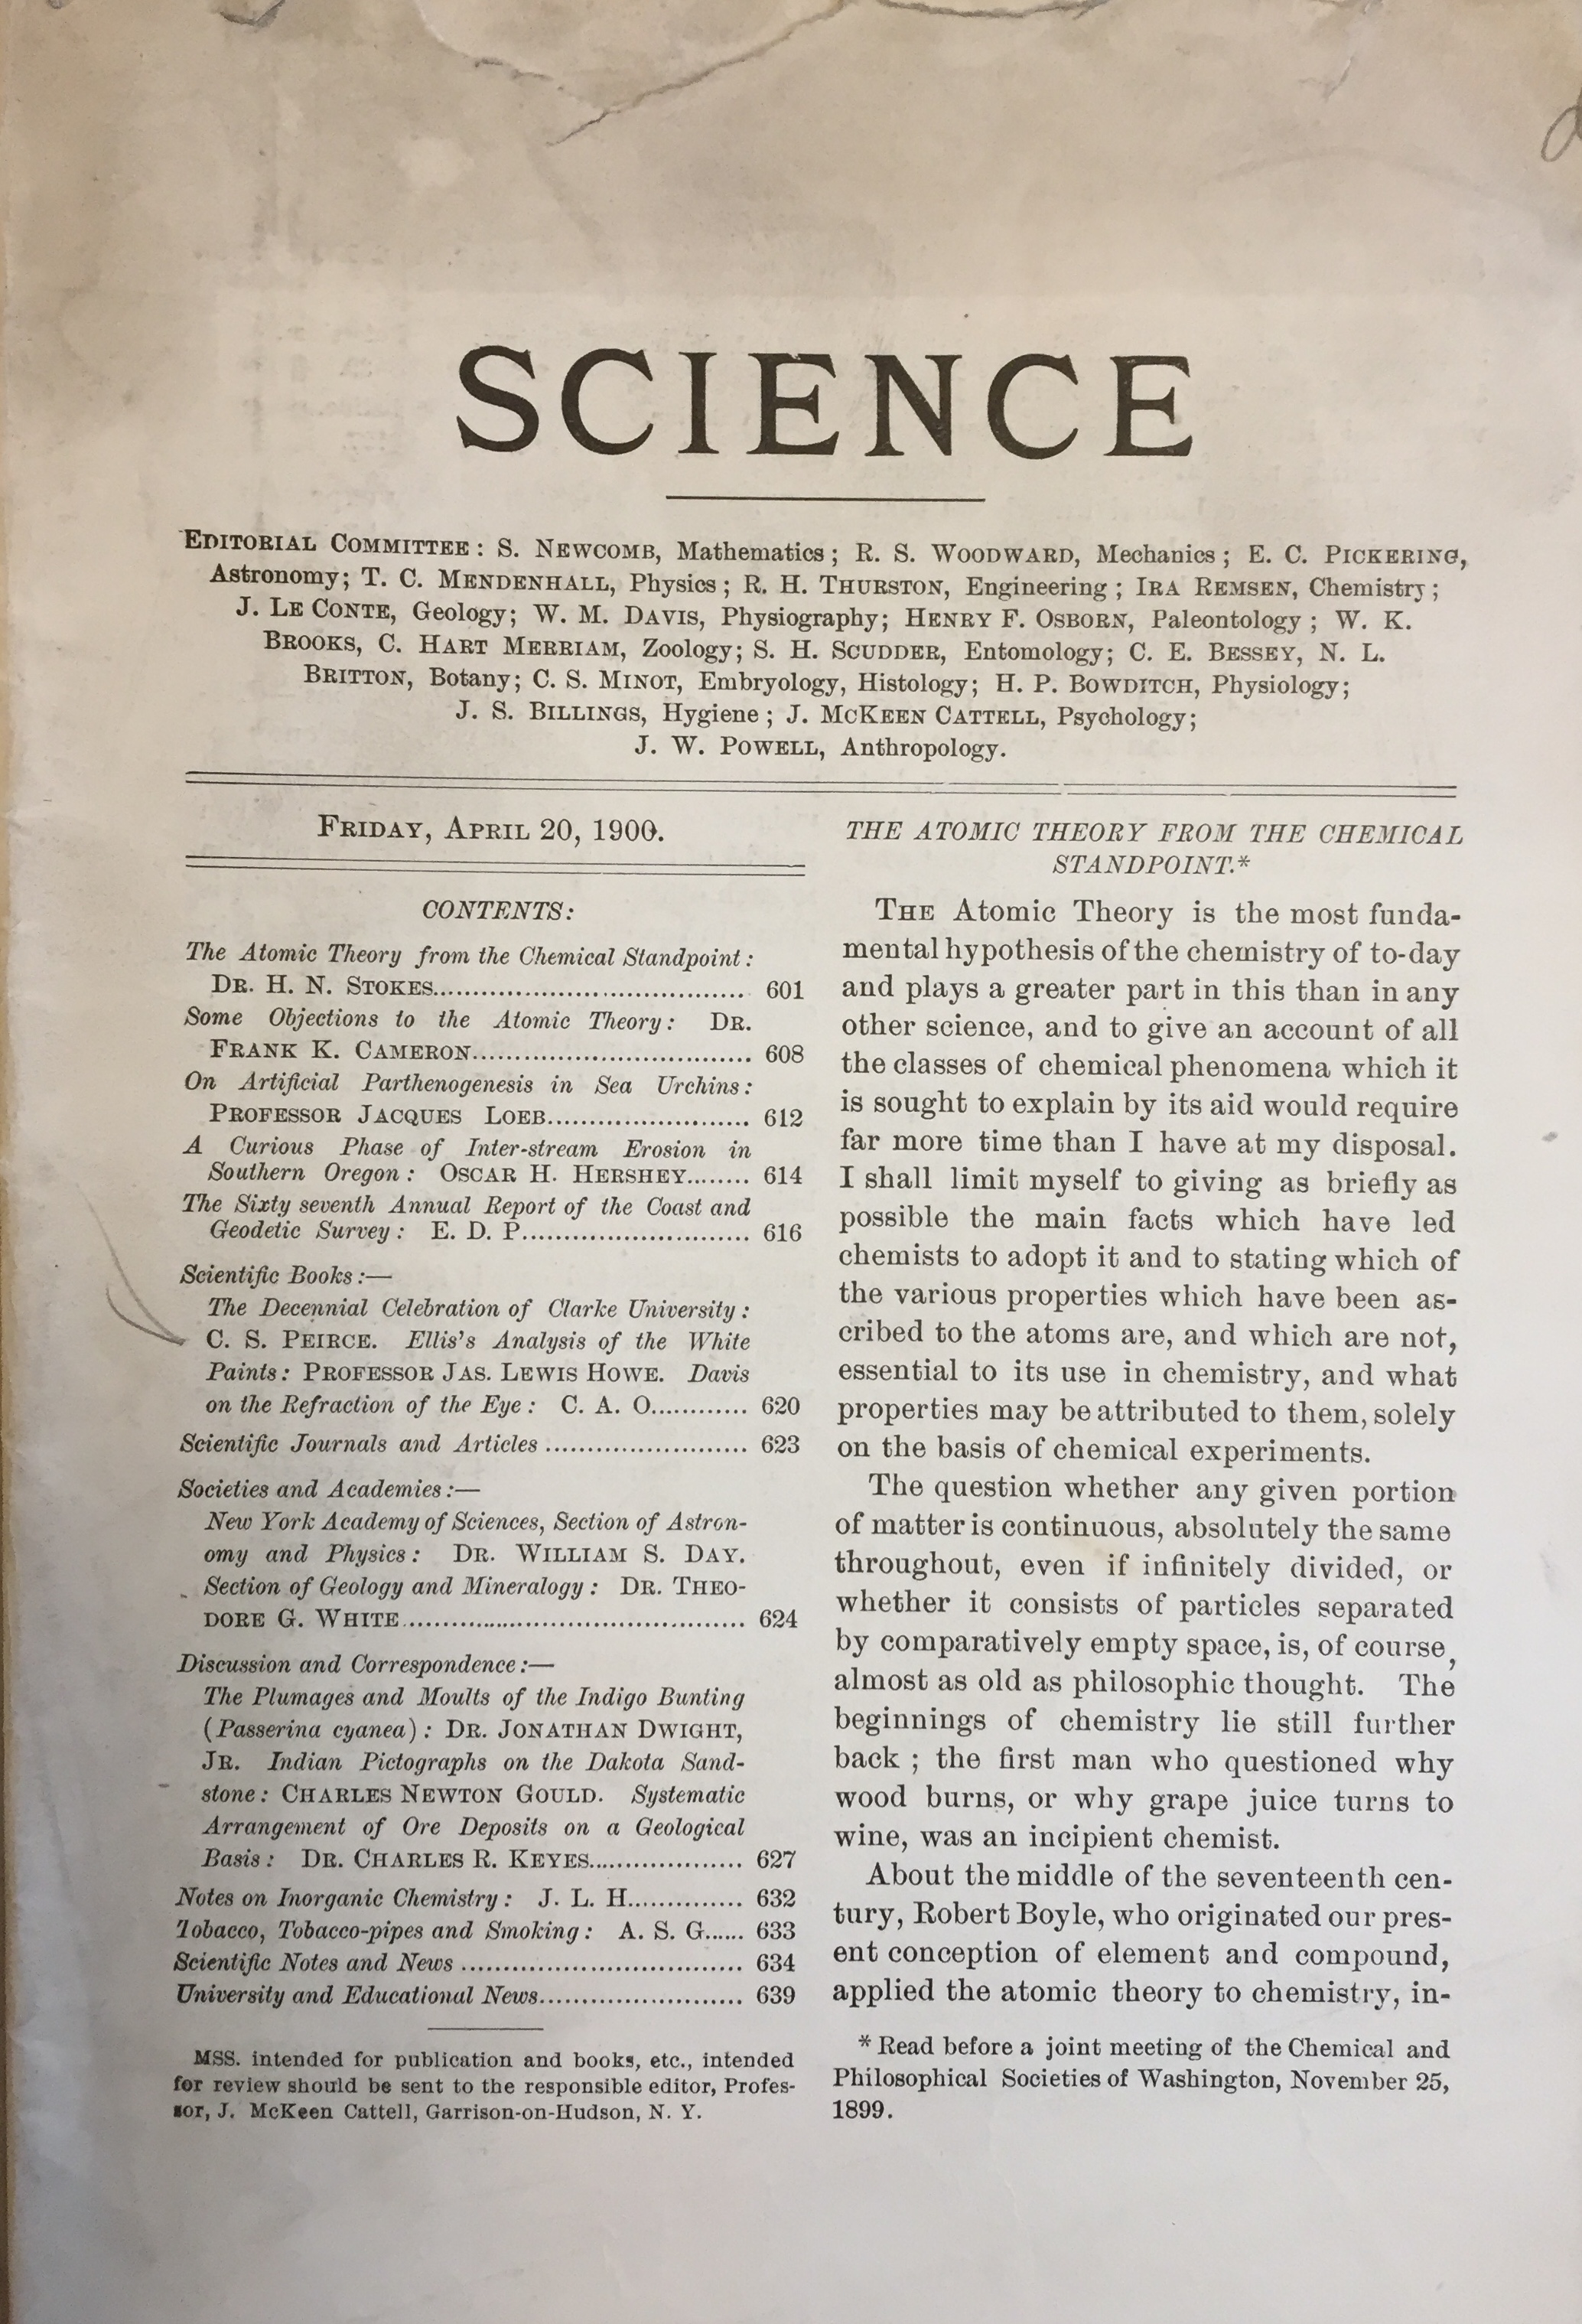 SCIENCE
EDITORIAL COMMITTEE : S. NEWCOMB, Mathematics ; R. S. WOODWARD, Mechanics ; E. C. PICKERING,
Astronomy; T. C. MENDENHALL, Physics ; R. H. THURSTON, Engineering ; IRA REMSEN, Chemistry ;
J. LE CONTE, Geology; W. M. DAVIS, Physiography; HENRY F. OSBORN, Paleontology ; W. K.
BROOKS, C. HART MERRIAM, Zoology; S. H. SCUDDER, Entomology; C. E. BESSEY, N. L.
BRITTON, Botany; C. S. MINOT, Embryology, Histology; H. P. BOWDITCH, Physiology;
J. S. BILLINGS, Hygiene ; J. MCKEEN CATTELL, Psychology;
J. W. POWELL, Anthropology.
FRIDAY, APRIL 20, 1900.
CONTENTS:
The Atomic Theory from the Chemical Standpoint :
DR. H. N. STOKES........................................ 601
Some Objections to the Atomic Theory : DR.
FRANK K. CAMERON................................... 608
On Artificial Parthenogenesis in Sea Urchins :
PROFESSOR JACQUES LOEB.......................... 612
A Curious Phase of Inter-stream Erosion in
Southern Oregon : OSCAR H. HERSHEY........ 614
The Sixty seventh Annual Report of the Coast and
Geodetic Survey : E. D. P............................. 616
Scientific Books :—
The Decennial Celebration of Clarke University :
C. S. PEIRCE. Ellis's Analysis of the White
Paints : PROFESSOR JAS. LEWIS HOWE. Davis
on the Refraction of the Eye : C. A. O............ 620
Scientific Journals and Articles .......................... 623
Societies and Academies :—
New York Academy of Sciences, Section of Astron-
omy and Physics : DR. WILLIAM S. DAY.
Section of Geology and Mineralogy : DR. THEO-
DORE G. WHITE............................................ 624
Discussion and Correspondence :—
The Plumages and Moults of the Indigo Bunting
(Passerina cyanea) : DR. JONATHAN DWIGHT,
JR. Indian Pictographs on the Dakota Sand-
stone : CHARLES NEWTON GOULD. Systematic
Arrangement of Ore Deposits on a Geological
Basis : DR. CHARLES R. KEYES.................... 627
Notes on Inorganic Chemistry : J. L. H.............. 632
Tobacco, Tobacco-pipes and Smoking : A. S. G...... 633
Scientific Notes and News .................................... 634
University and Educational News.......................... 639
MSS. intended for publication and books, etc., intended
for review should be sent to the responsible editor, Profes-
sor, J. McKeen Cattell, Garrison-on-Hudson, N. Y.
THE ATOMIC THEORY FROM THE CHEMICAL
STANDPOINT.*
THE Atomic Theory is the most funda-
mental hypothesis of the chemistry of to-day
and plays a greater part in this than in any
other science, and to give an account of all
the classes of chemical phenomena which it
is sought to explain by its aid would require
far more time than I have at my disposal.
I shall limit myself to giving as briefly as
possible the main facts which have led
chemists to adopt it and to stating which of
the various properties which have been as-
cribed to the atoms are, and which are not,
essential to its use in chemistry, and what
properties may be attributed to them, solely
on the basis of chemical experiments.
The question whether any given portion
of matter is continuous, absolutely the same
throughout, even if infinitely divided, or
whether it consists of particles separated
by comparatively empty space, is, of course,
almost as old as philosophic thought. The
beginnings of chemistry lie still further
back ; the first man who questioned why
wood burns, or why grape juice turns to
wine, was an incipient chemist.
About the middle of the seventeenth cen-
tury, Robert Boyle, who originated our pres-
ent conception of element and compound,
applied the atomic theory to chemistry, in-
* Read before a joint meeting of the Chemical and
Philosophical Societies of Washington, November 25,
1899.